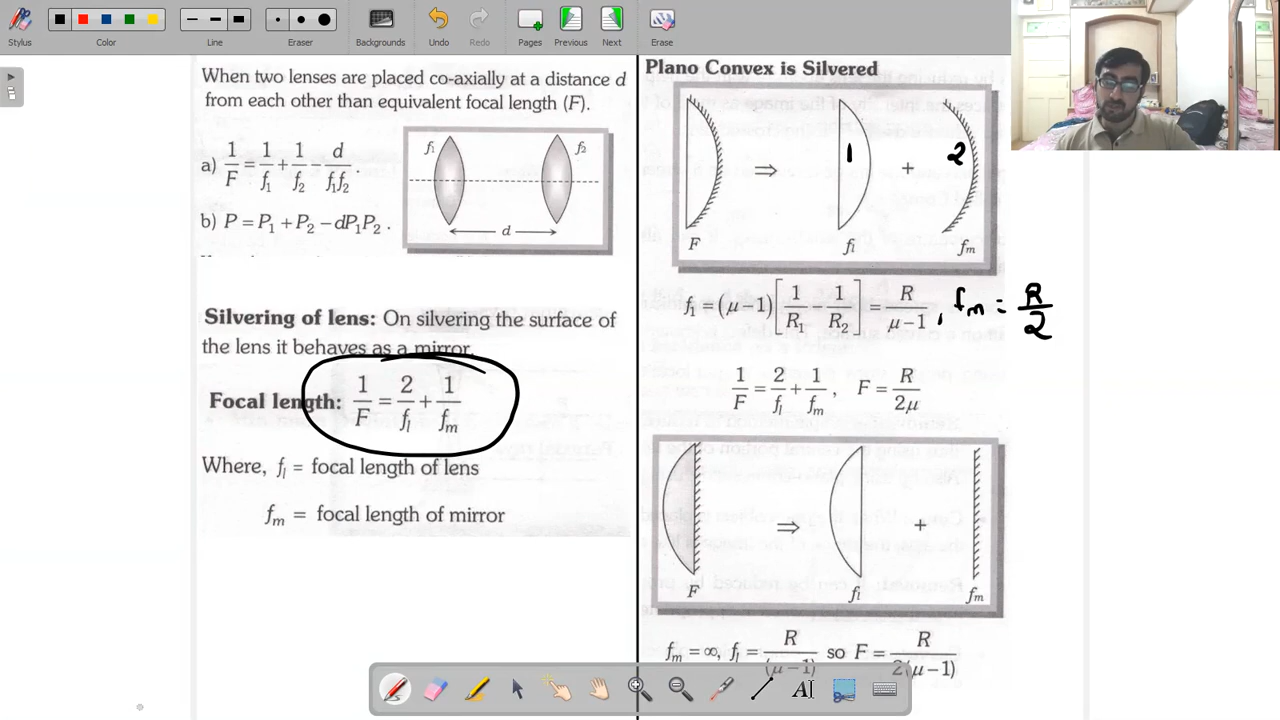 Stylus
Color
Line
Eraser
Backgrounds
Undo
Redo
Pages
Previous
Next
Erase
When two lenses are placed co-axially at a distance d
from each other than equivalent focal length (F).
a) 1/F = 1/f₁ + 1/f₂ − d/f₁f₂ .
b) P = P₁ + P₂ − dP₁P₂ .
f₁
f₂
d
Silvering of lens: On silvering the surface of
the lens it behaves as a mirror.
Focal length: 1/F = 2/fₗ + 1/fₘ
Where, fₗ = focal length of lens
fₘ = focal length of mirror
Plano Convex is Silvered
1
2
⇒ +
F
fₗ
fₘ
f₁ = (μ−1)[1/R₁ − 1/R₂] = R/(μ−1) , fₘ = R/2
1/F = 2/fₗ + 1/fₘ , F = R/2μ
⇒ +
F
fₗ
fₘ
fₘ = ∞, fₗ = R/(μ−1) so F = R/2(μ−1)